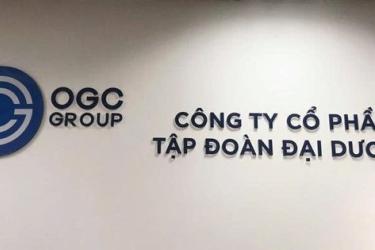 OGC
GROUP
CÔNG TY CỔ PHẦ
TẬP ĐOÀN ĐẠI DƯƠ